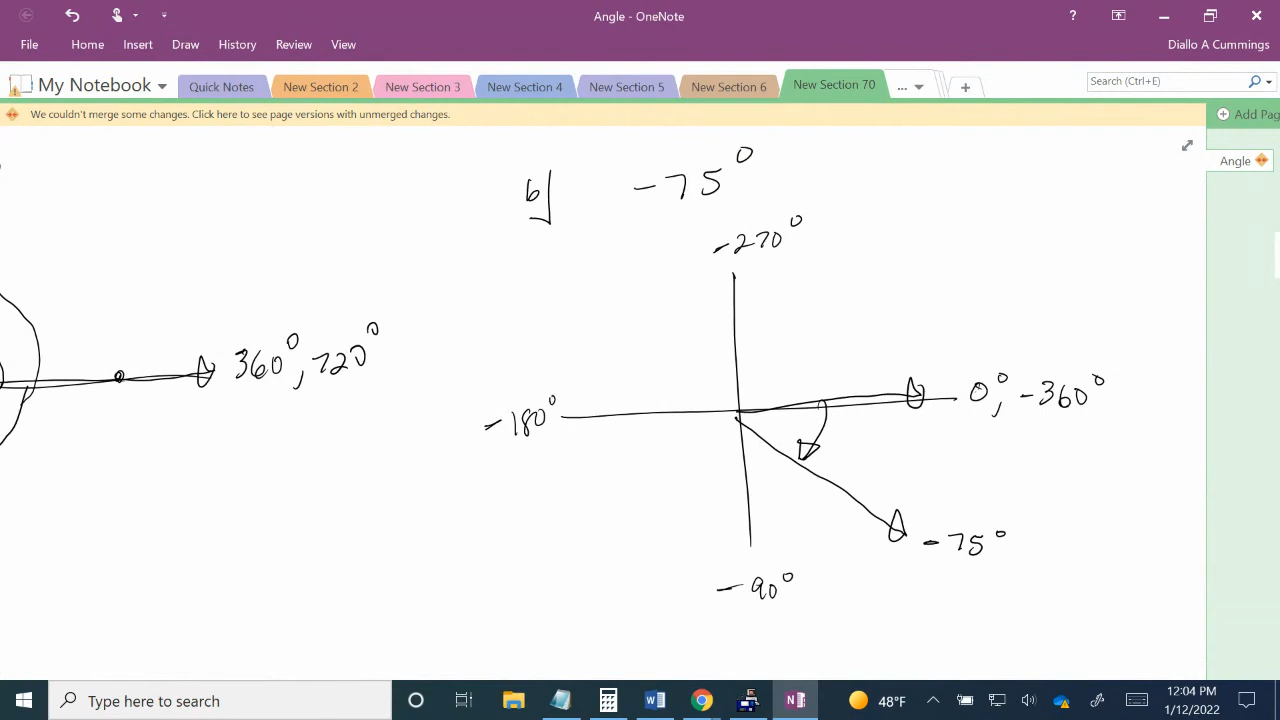 Angle - OneNote
?
File Home Insert Draw History Review View
Diallo A Cummings
My Notebook
Quick Notes
New Section 2
New Section 3
New Section 4
New Section 5
New Section 6
New Section 70
...
Search (Ctrl+E)
We couldn't merge some changes. Click here to see page versions with unmerged changes.
Add Pag
Angle
b) -75°
-270°
360°, 720°
0°, -360°
-180°
-75°
-90°
Type here to search
48°F
12:04 PM
1/12/2022